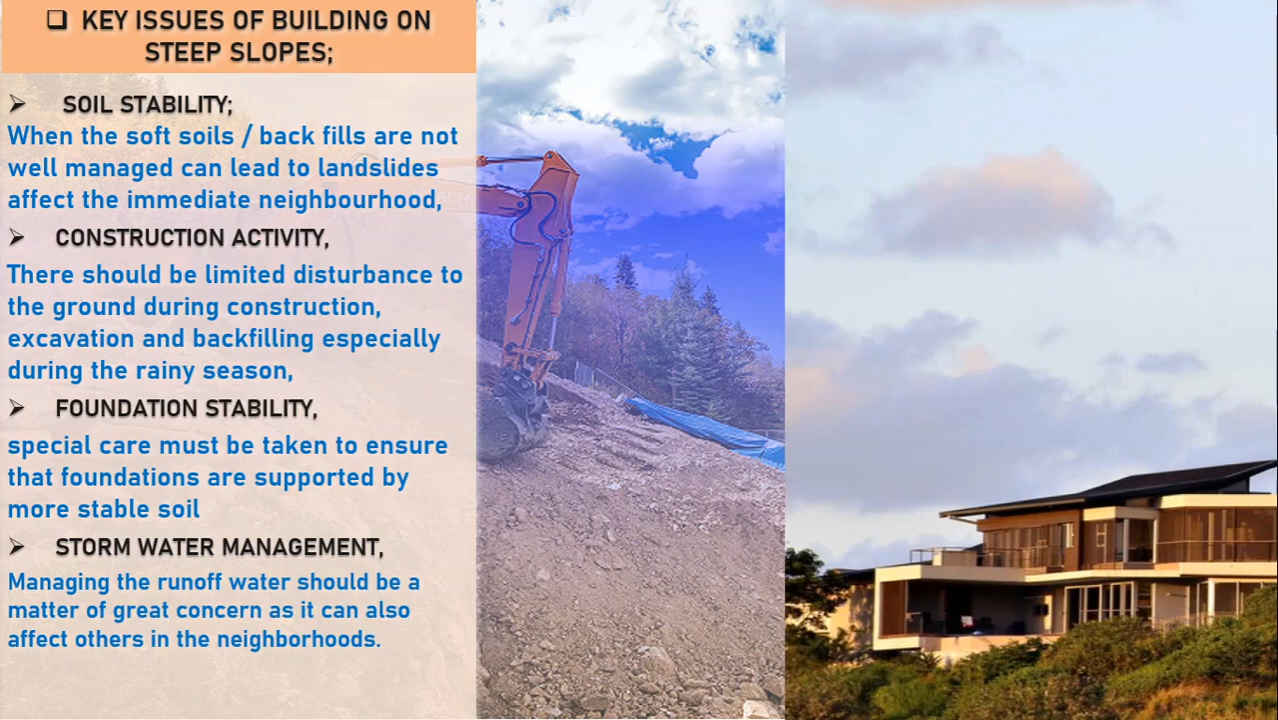 ❑ KEY ISSUES OF BUILDING ON
STEEP SLOPES;
➢ SOIL STABILITY;
When the soft soils / back fills are not
well managed can lead to landslides
affect the immediate neighbourhood,
➢ CONSTRUCTION ACTIVITY,
There should be limited disturbance to
the ground during construction,
excavation and backfilling especially
during the rainy season,
➢ FOUNDATION STABILITY,
special care must be taken to ensure
that foundations are supported by
more stable soil
➢ STORM WATER MANAGEMENT,
Managing the runoff water should be a
matter of great concern as it can also
affect others in the neighborhoods.